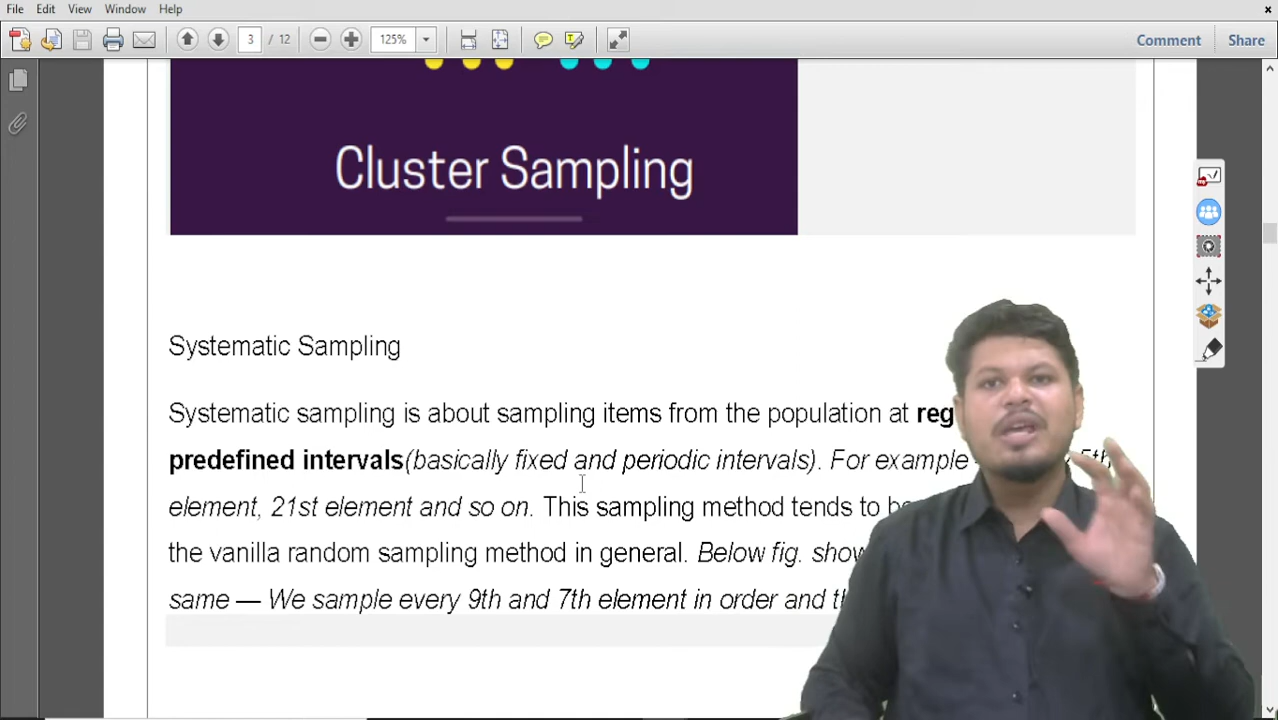 File Edit View Window Help
3 / 12 125% Comment Share
Cluster Sampling
Systematic Sampling
Systematic sampling is about sampling items from the population at reg
predefined intervals(basically fixed and periodic intervals). For example 5th
element, 21st element and so on. This sampling method tends to be
the vanilla random sampling method in general. Below fig. show
same — We sample every 9th and 7th element in order and th